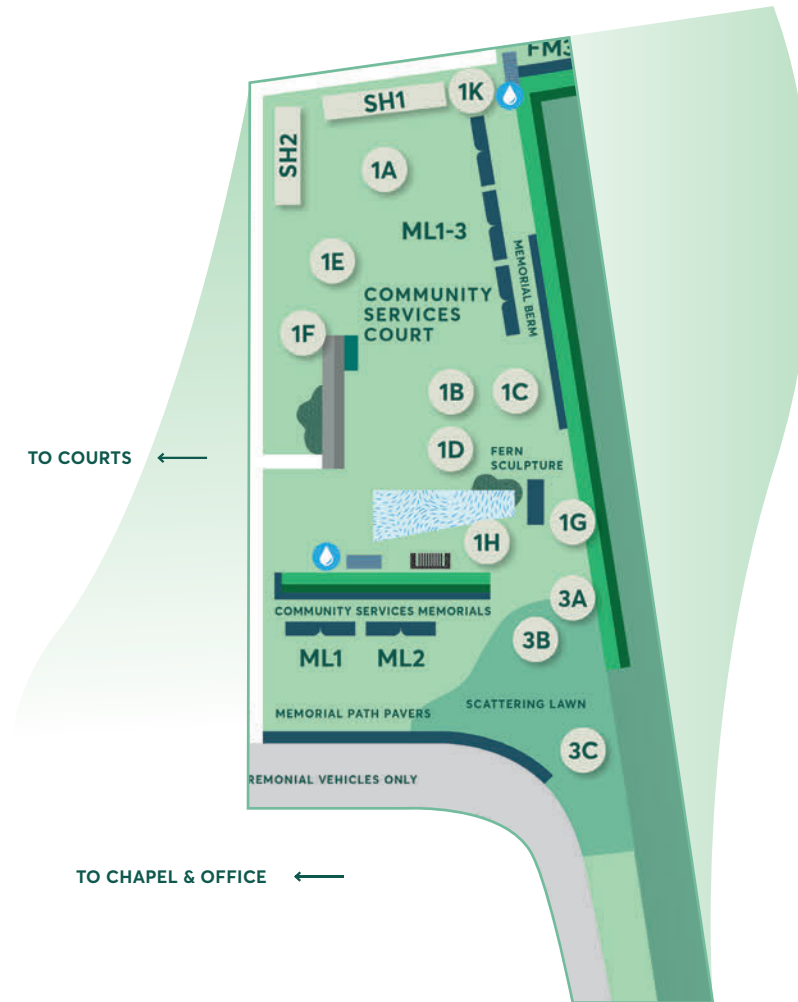 FM3
1K
SH1
SH2
1A
ML1-3
1E
MEMORIAL BERM
COMMUNITY
SERVICES
COURT
1F
1B
1C
1D
FERN
SCULPTURE
TO COURTS
1G
1H
3A
COMMUNITY SERVICES MEMORIALS
3B
ML1
ML2
SCATTERING LAWN
MEMORIAL PATH PAVERS
3C
REMONIAL VEHICLES ONLY
TO CHAPEL & OFFICE